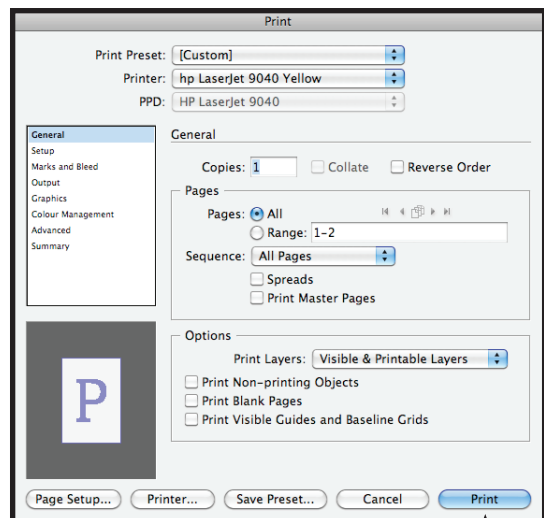 Print
Print Preset: [Custom]
Printer: hp LaserJet 9040 Yellow
PPD: HP LaserJet 9040
General
Setup
Marks and Bleed
Output
Graphics
Colour Management
Advanced
Summary
General
Copies: 1 Collate Reverse Order
Pages
Pages: All
Range: 1-2
Sequence: All Pages
Spreads
Print Master Pages
Options
Print Layers: Visible & Printable Layers
Print Non-printing Objects
Print Blank Pages
Print Visible Guides and Baseline Grids
P
Page Setup... Printer... Save Preset... Cancel Print